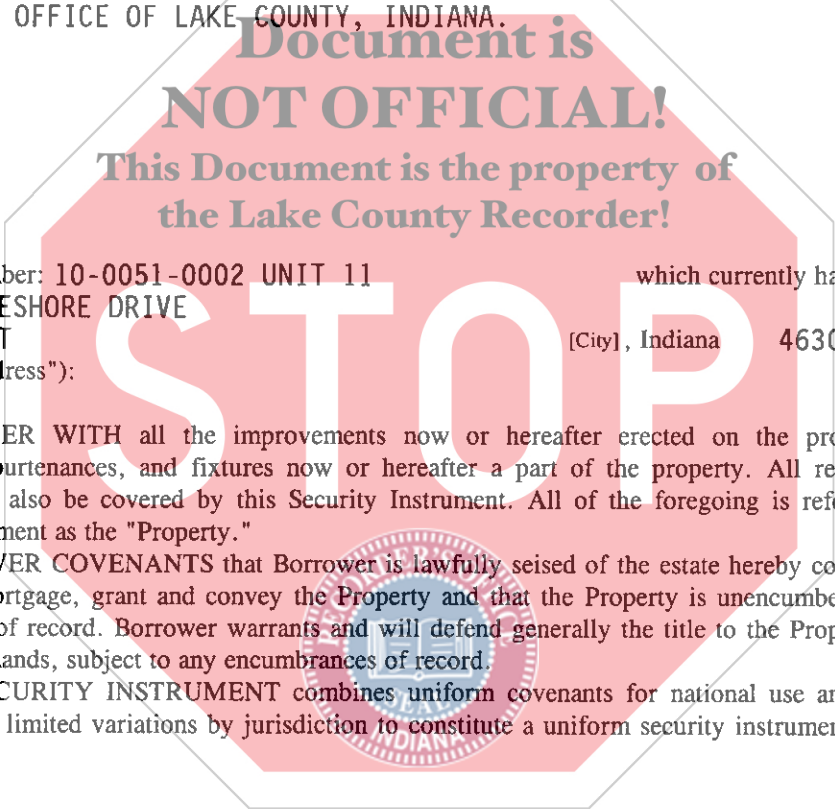 OFFICE OF LAKE COUNTY, INDIANA.
Document is
NOT OFFICIAL!
This Document is the property of
the Lake County Recorder!
ber: 10-0051-0002 UNIT 11 which currently ha
ESHORE DRIVE
T [City], Indiana 4630
dress"):
STOP
ER WITH all the improvements now or hereafter erected on the pro
purtenances, and fixtures now or hereafter a part of the property. All re
also be covered by this Security Instrument. All of the foregoing is refe
ment as the "Property."
VER COVENANTS that Borrower is lawfully seised of the estate hereby co
ortgage, grant and convey the Property and that the Property is unencumbe
of record. Borrower warrants and will defend generally the title to the Prop
ands, subject to any encumbrances of record.
CURITY INSTRUMENT combines uniform covenants for national use an
limited variations by jurisdiction to constitute a uniform security instrumen
SEAL
INDIANA